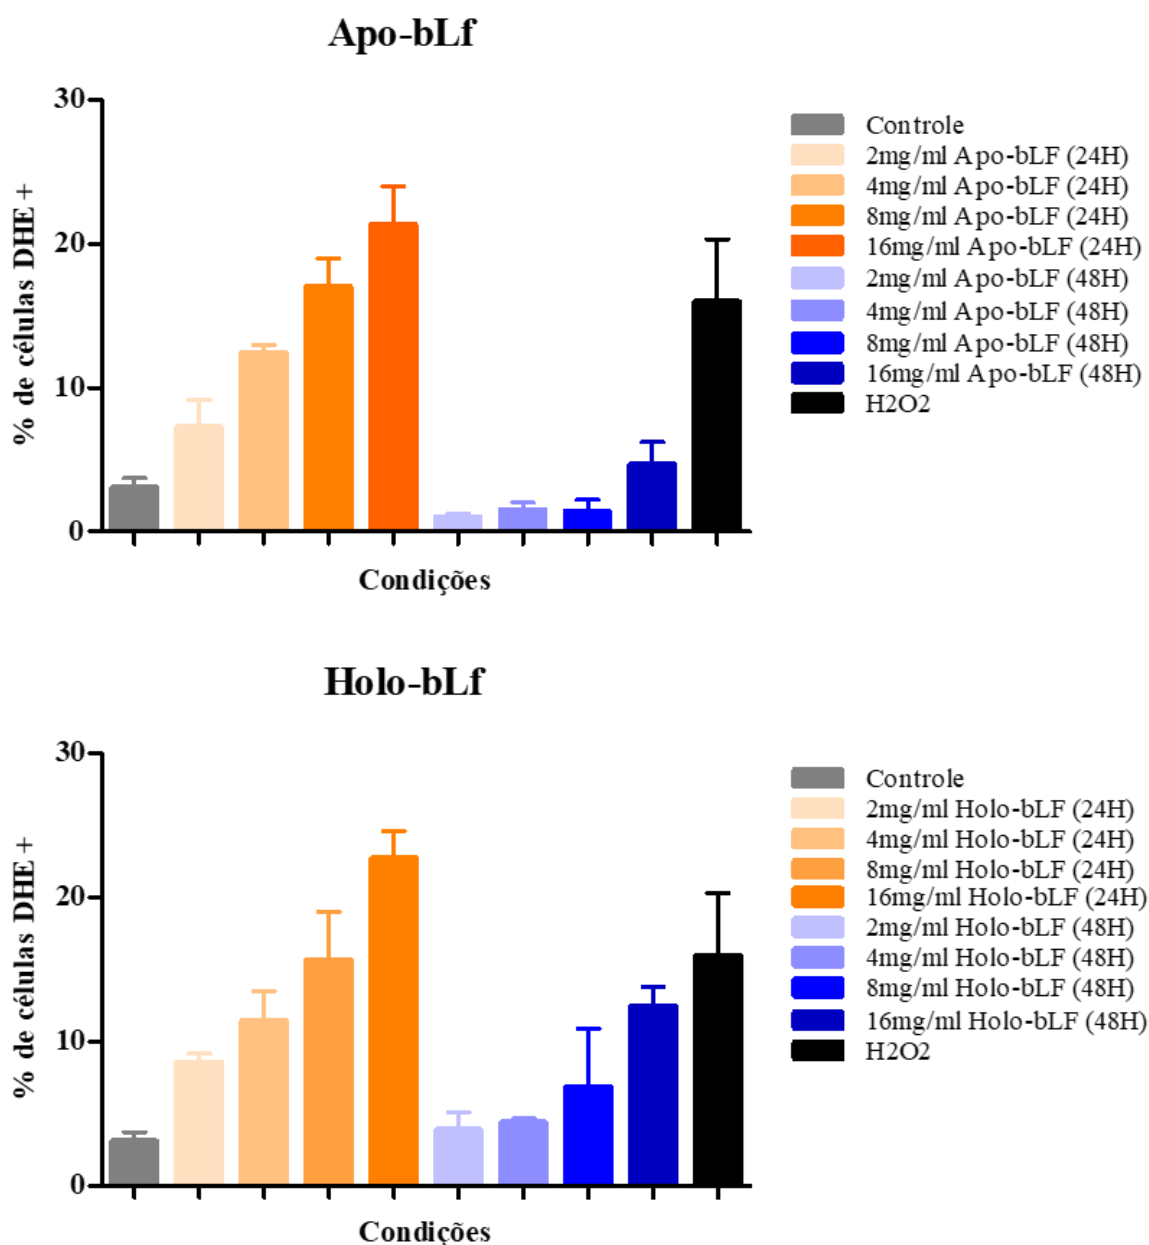 Apo-bLf
30
20
10
0
% de células DHE +
Condições
Controle
2mg/ml Apo-bLF (24H)
4mg/ml Apo-bLF (24H)
8mg/ml Apo-bLF (24H)
16mg/ml Apo-bLF (24H)
2mg/ml Apo-bLF (48H)
4mg/ml Apo-bLF (48H)
8mg/ml Apo-bLF (48H)
16mg/ml Apo-bLF (48H)
H2O2
Holo-bLf
30
20
10
0
% de células DHE +
Condições
Controle
2mg/ml Holo-bLF (24H)
4mg/ml Holo-bLF (24H)
8mg/ml Holo-bLF (24H)
16mg/ml Holo-bLF (24H)
2mg/ml Holo-bLF (48H)
4mg/ml Holo-bLF (48H)
8mg/ml Holo-bLF (48H)
16mg/ml Holo-bLF (48H)
H2O2